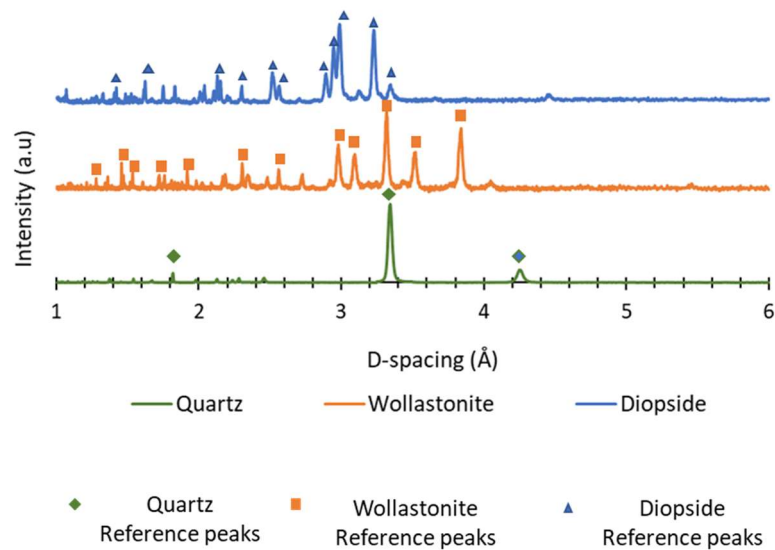 Intensity (a.u)
1 2 3 4 5 6
D-spacing (Å)
Quartz Wollastonite Diopside
Quartz Wollastonite Diopside
Reference peaks Reference peaks Reference peaks